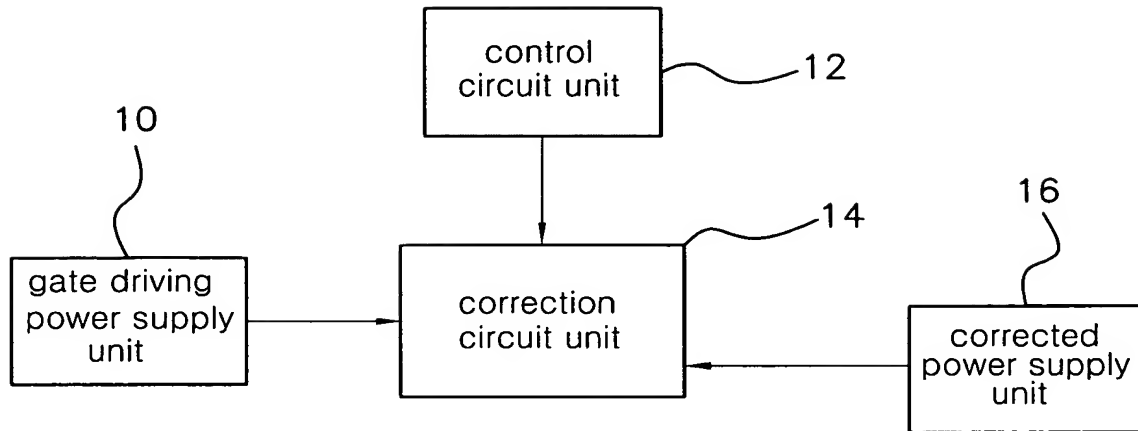 control
circuit unit
12
10
16
14
gate driving
power supply
unit
correction
circuit unit
corrected
power supply
unit